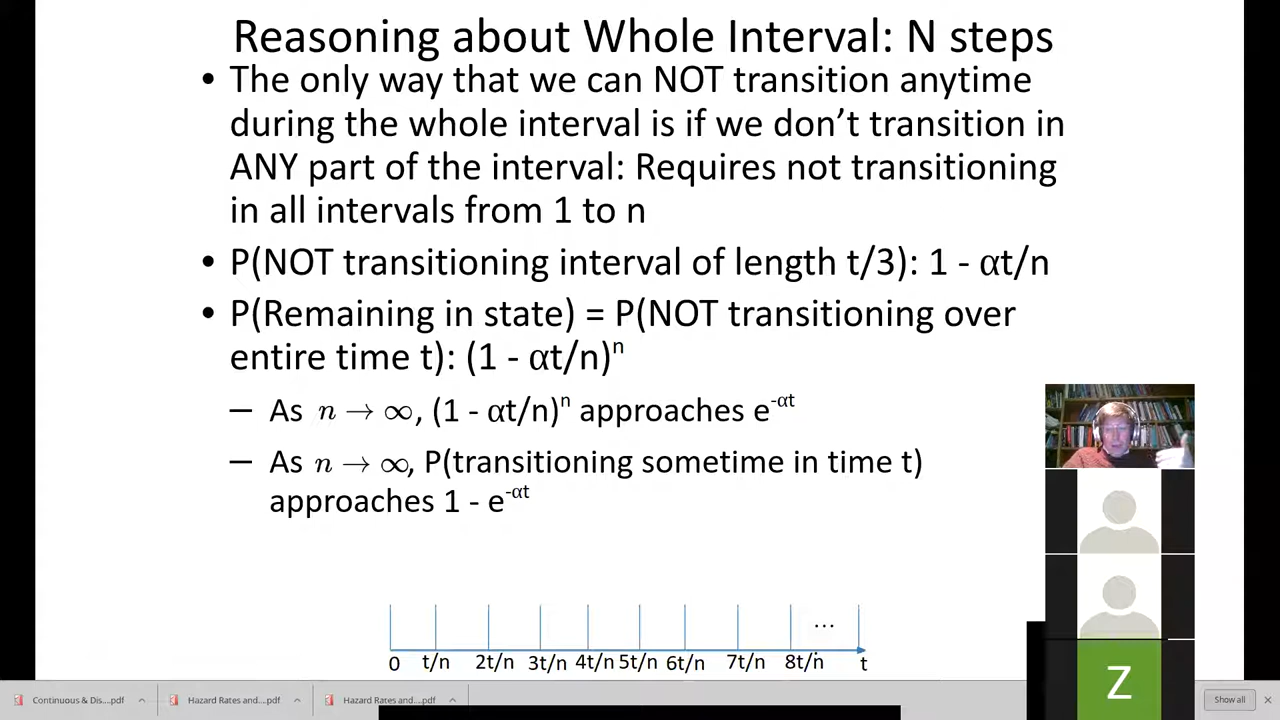 Reasoning about Whole Interval: N steps
• The only way that we can NOT transition anytime
during the whole interval is if we don’t transition in
ANY part of the interval: Requires not transitioning
in all intervals from 1 to n
• P(NOT transitioning interval of length t/3): 1 - αt/n
• P(Remaining in state) = P(NOT transitioning over
entire time t): (1 - αt/n)ⁿ
– As n → ∞, (1 - αt/n)ⁿ approaches e^-αt
– As n → ∞, P(transitioning sometime in time t)
approaches 1 - e^-αt
...
0 t/n 2t/n 3t/n 4t/n 5t/n 6t/n 7t/n 8t/n t
Z
Continuous & Dis....pdf Hazard Rates and....pdf Hazard Rates and....pdf Show all